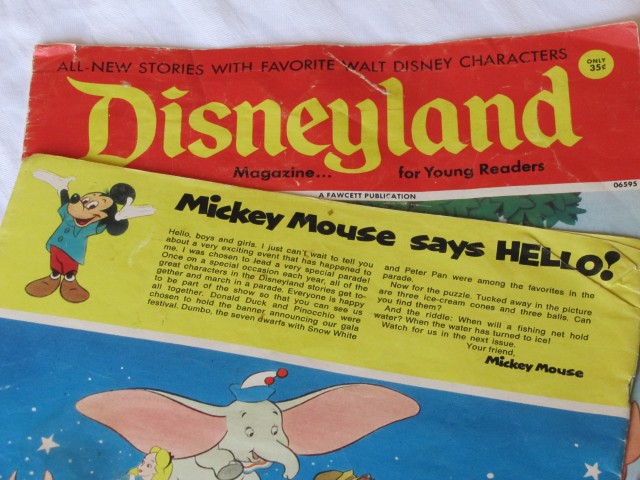 ALL-NEW STORIES WITH FAVORITE WALT DISNEY CHARACTERS
ONLY
35¢
Disneyland
Magazine... for Young Readers
06595
A FAWCETT PUBLICATION
Mickey Mouse says HELLO!
Hello, boys and girls. I just can't wait to tell you
about a very exciting event that has happened to
me. I was chosen to lead a very special parade!
Once on a special occasion each year, all of the
great characters in the Disneyland stories get to-
gether and march in a parade. Everyone is happy
to be part of the show so that you can see us
all together. Donald Duck and Pinocchio were
chosen to hold the banner announcing our gala
festival. Dumbo, the seven dwarfs with Snow White
and Peter Pan were among the favorites in the
parade.
Now for the puzzle. Tucked away in the picture
are three ice-cream cones and three balls. Can
you find them?
And the riddle: When will a fishing net hold
water? When the water has turned to ice!
Watch for us in the next issue.
Your friend,
Mickey Mouse